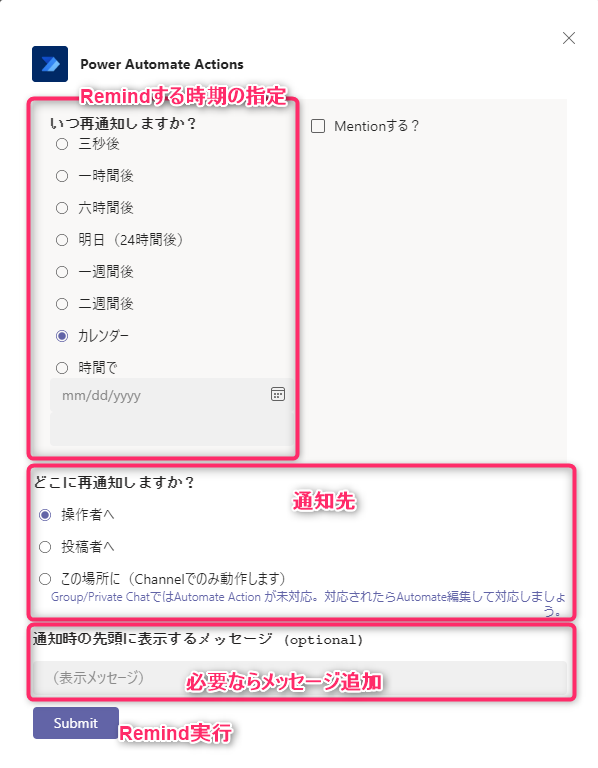 Power Automate Actions
Remindする時期の指定
いつ再通知しますか？
Mentionする？
三秒後
一時間後
六時間後
明日（24時間後）
一週間後
二週間後
カレンダー
時間で
mm/dd/yyyy
どこに再通知しますか？
通知先
操作者へ
投稿者へ
この場所に（Channelでのみ動作します）
Group/Private ChatではAutomate Action が未対応。対応されたらAutomate編集して対応しましょ
う。
通知時の先頭に表示するメッセージ (optional)
（表示メッセージ）
必要ならメッセージ追加
Submit
Remind実行